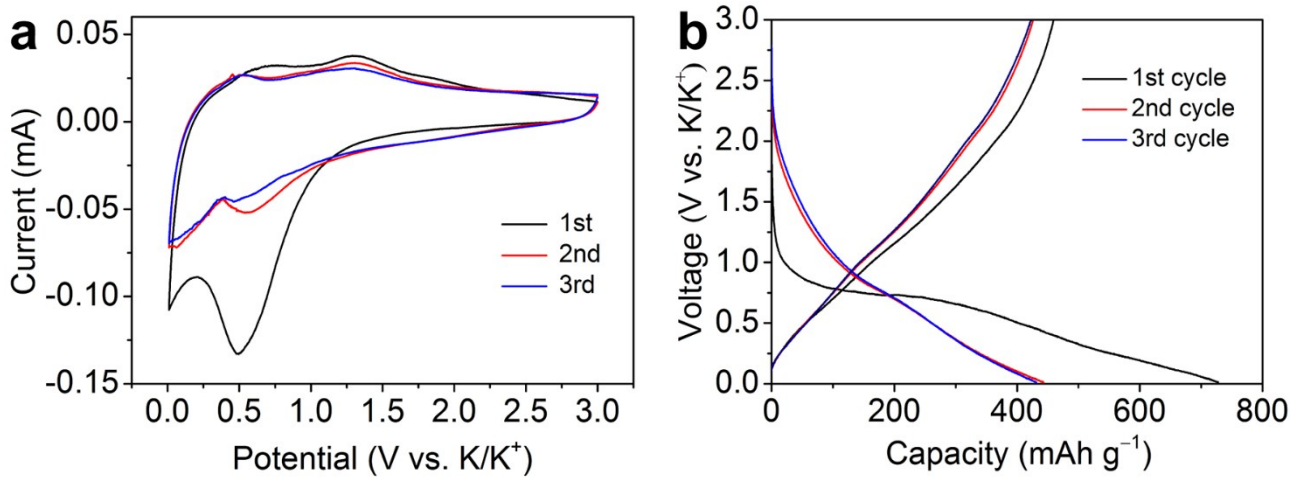 a
0.05
0.00
-0.05
-0.10
-0.15
Current (mA)
1st
2nd
3rd
0.0 0.5 1.0 1.5 2.0 2.5 3.0
Potential (V vs. K/K⁺)
b
3.0
2.5
2.0
1.5
1.0
0.5
0.0
Voltage (V vs. K/K⁺)
1st cycle
2nd cycle
3rd cycle
0 200 400 600 800
Capacity (mAh g⁻¹)